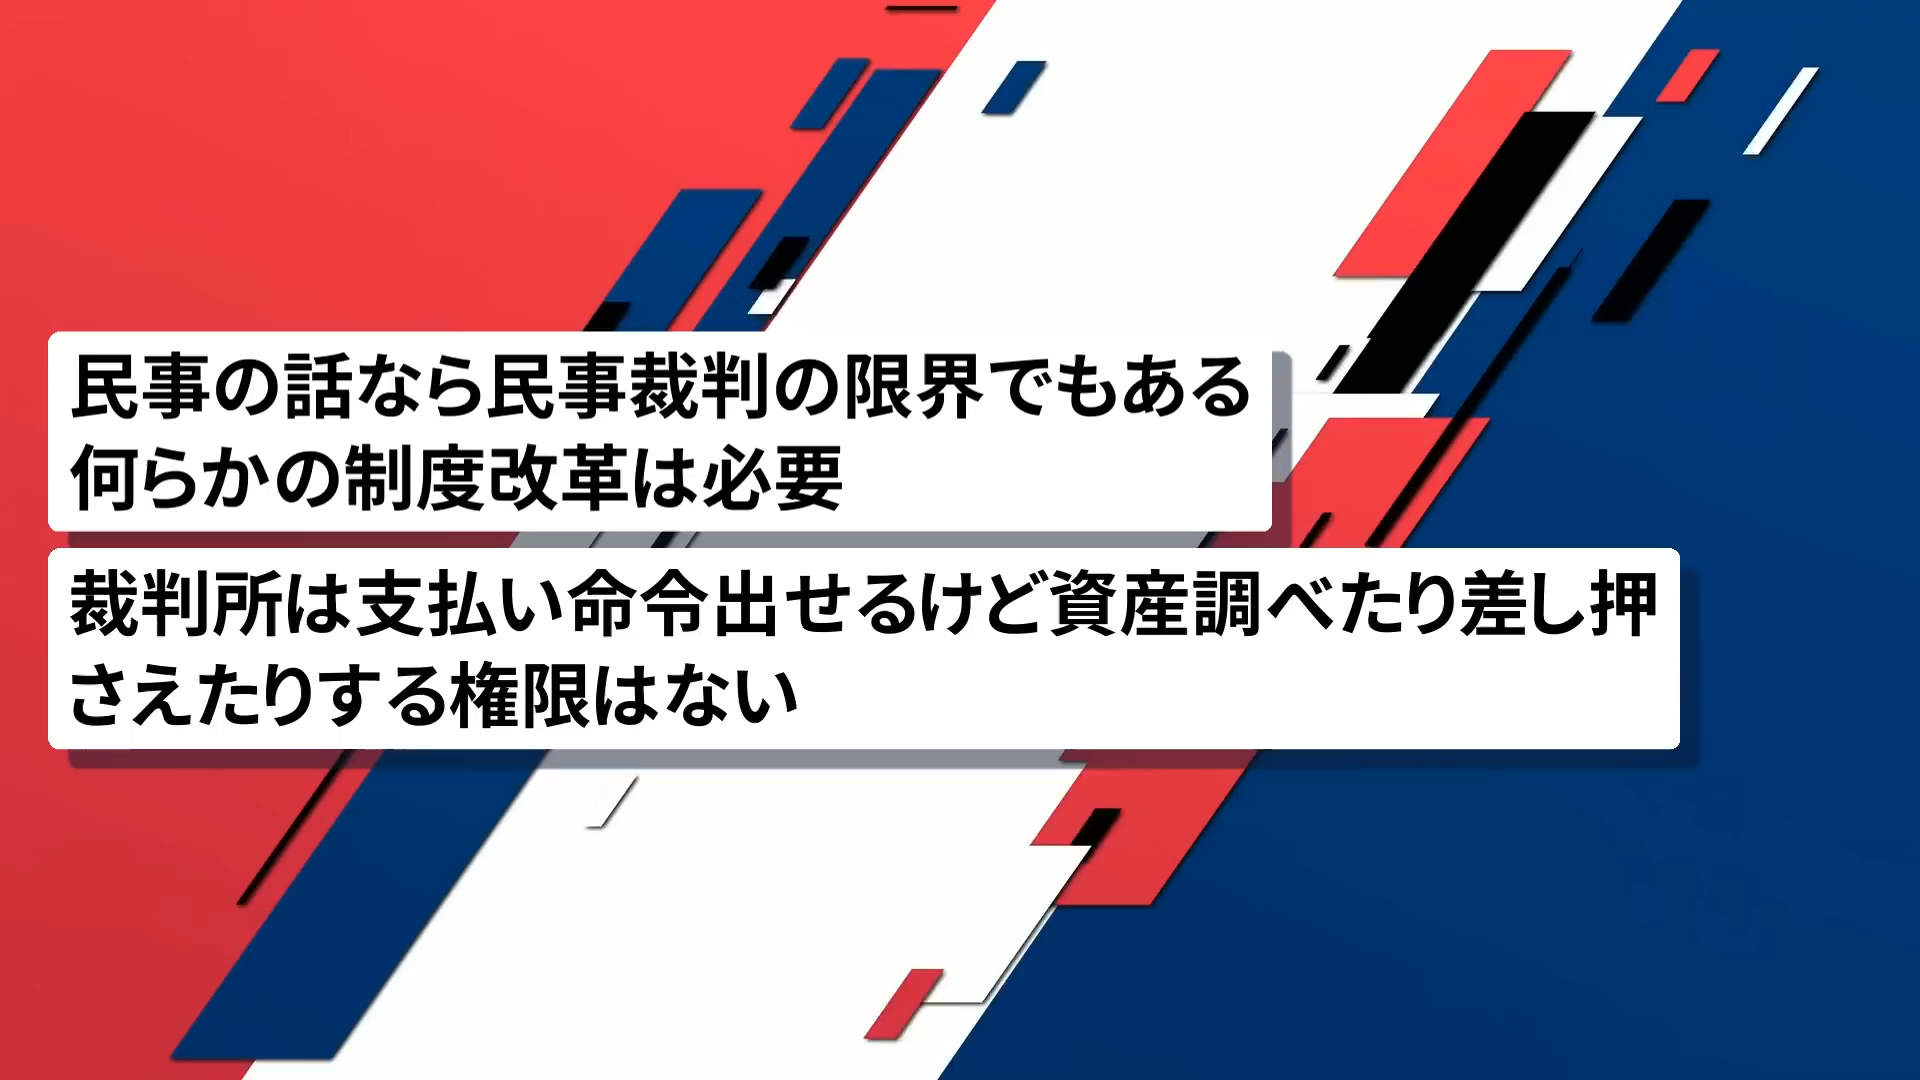 民事の話なら民事裁判の限界でもある
何らかの制度改革は必要
裁判所は支払い命令出せるけど資産調べたり差し押
さえたりする権限はない